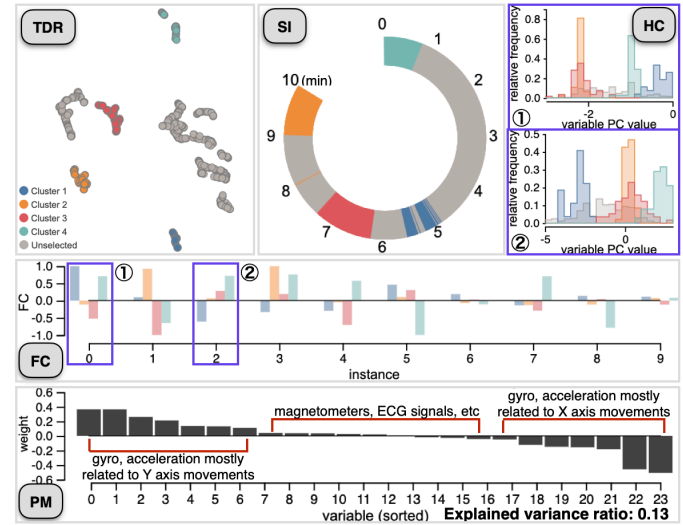 TDR
Cluster 1
Cluster 2
Cluster 3
Cluster 4
Unselected
SI
0
1
2
3
4
5
6
7
8
9
10 (min)
HC
relative frequency
0.8
0.6
0.4
0.2
0.0
-2
0
variable PC value
①
relative frequency
0.5
0.4
0.3
0.2
0.1
0.0
-5
0
variable PC value
②
FC
1.0
0.5
0.0
-0.5
-1.0
① ②
0 1 2 3 4 5 6 7 8 9
instance
FC
weight
0.6
0.4
0.2
0.0
-0.2
-0.4
-0.6
gyro, acceleration mostly
related to Y axis movements
magnetometers, ECG signals, etc
gyro, acceleration mostly
related to X axis movements
0 1 2 3 4 5 6 7 8 9 10 11 12 13 14 15 16 17 18 19 20 21 22 23
PM
variable (sorted)
Explained variance ratio: 0.13